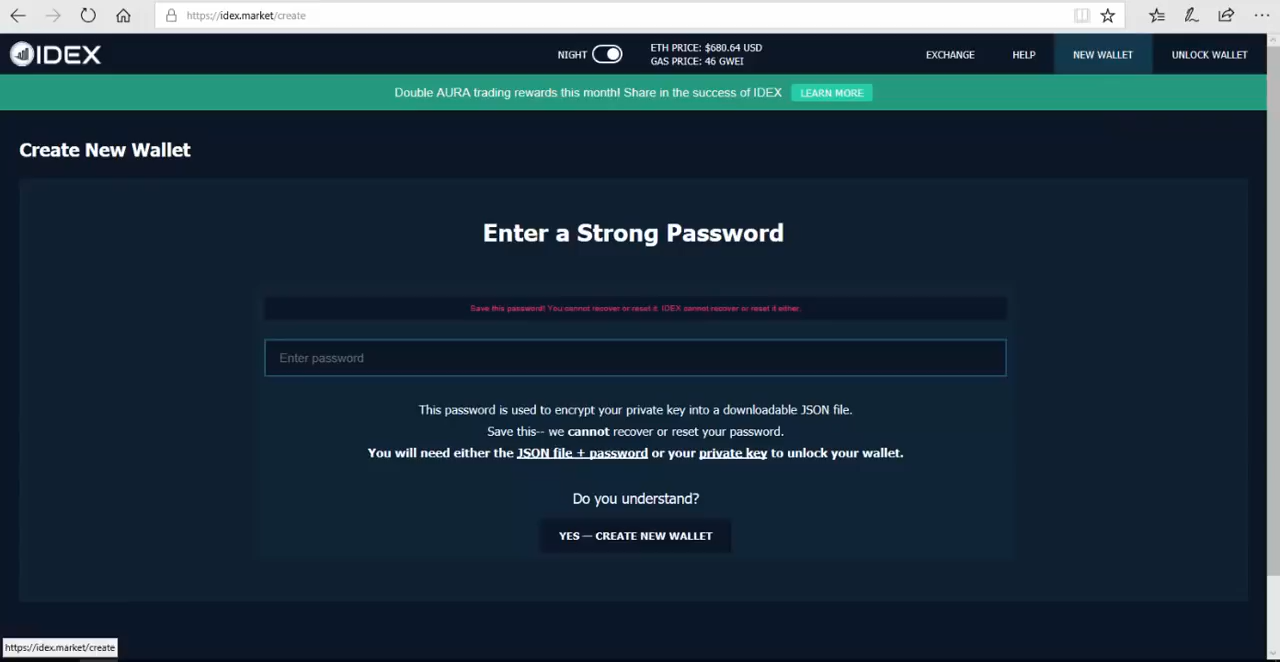 https://idex.market/create
IDEX
NIGHT
ETH PRICE: $680.64 USD
GAS PRICE: 46 GWEI
EXCHANGE
HELP
NEW WALLET
UNLOCK WALLET
Double AURA trading rewards this month! Share in the success of IDEX
LEARN MORE
Create New Wallet
Enter a Strong Password
Save this password! You cannot recover or reset it. IDEX cannot recover or reset it either.
Enter password
This password is used to encrypt your private key into a downloadable JSON file.
Save this-- we cannot recover or reset your password.
You will need either the JSON file + password or your private key to unlock your wallet.
Do you understand?
YES — CREATE NEW WALLET
https://idex.market/create